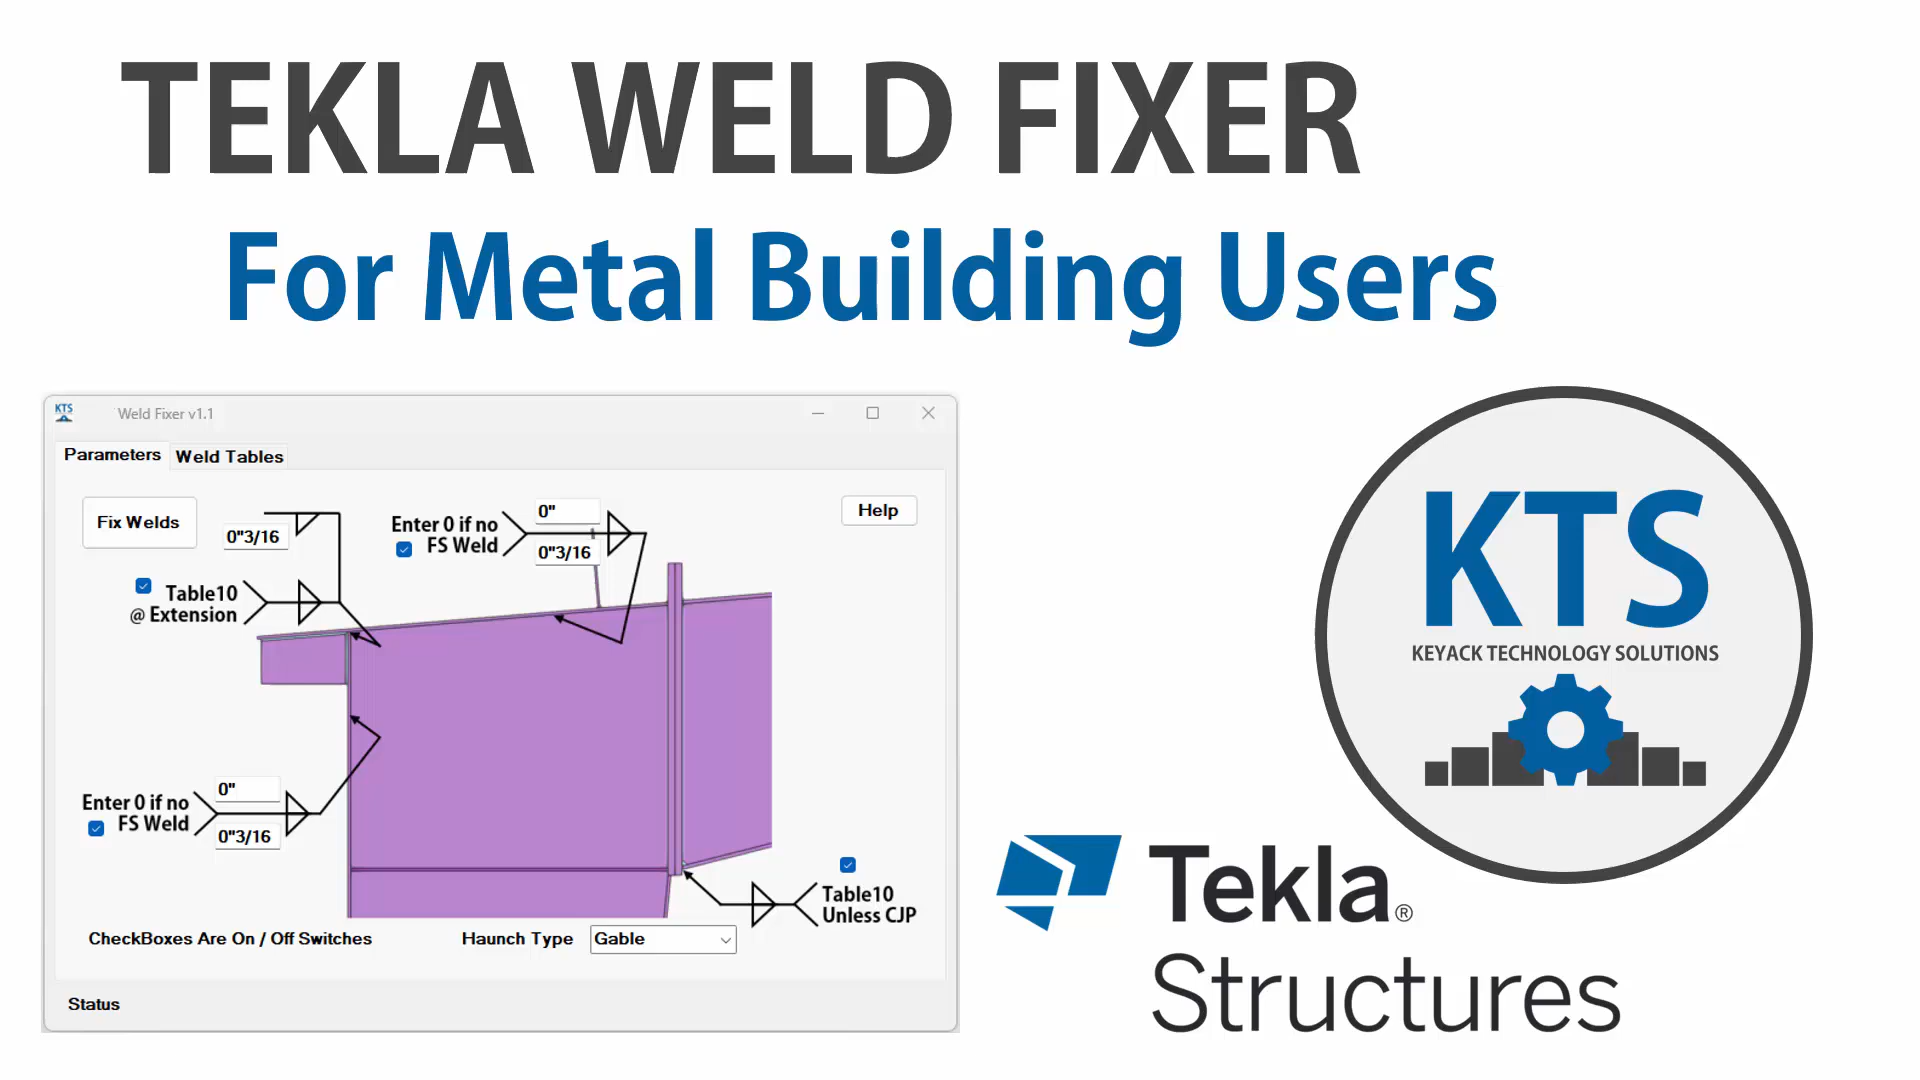 TEKLA WELD FIXER
For Metal Building Users
KTS
Weld Fixer v1.1
Parameters
Weld Tables
Fix Welds
0"3/16
Enter 0 if no
FS Weld
0"
0"3/16
Help
Table10
@ Extension
Enter 0 if no
FS Weld
0"
0"3/16
Table10
Unless CJP
CheckBoxes Are On / Off Switches
Haunch Type
Gable
Status
KTS
KEYACK TECHNOLOGY SOLUTIONS
Tekla®
Structures